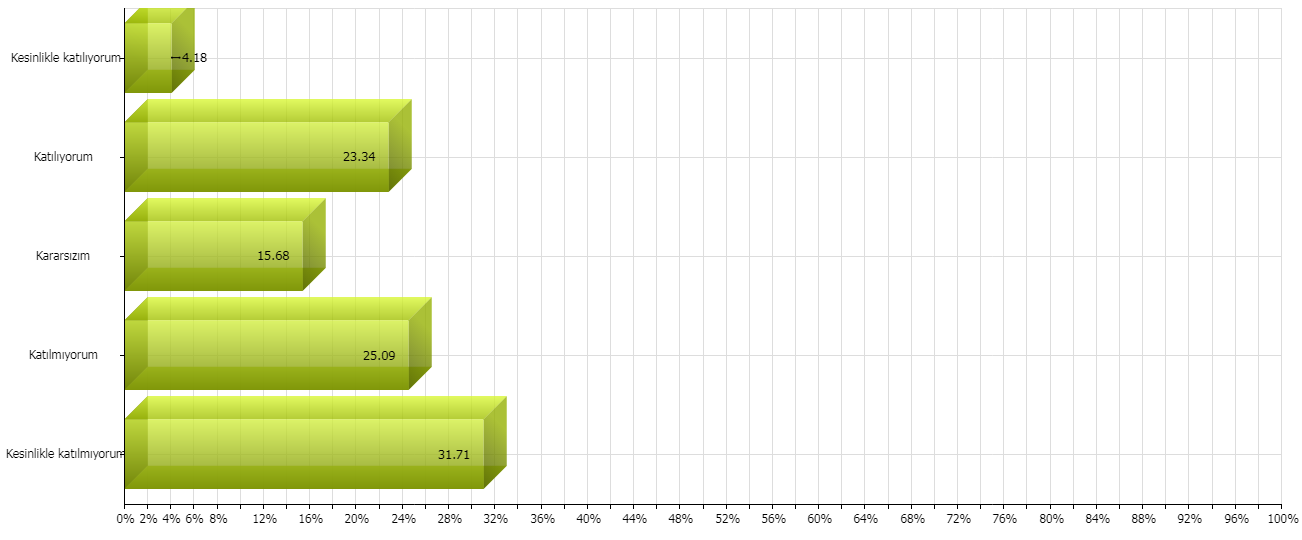 Kesinlikle katılıyorum
4.18
Katılıyorum
23.34
Kararsızım
15.68
Katılmıyorum
25.09
Kesinlikle katılmıyorum
31.71
0% 2% 4% 6% 8% 12% 16% 20% 24% 28% 32% 36% 40% 44% 48% 52% 56% 60% 64% 68% 72% 76% 80% 84% 88% 92% 96% 100%